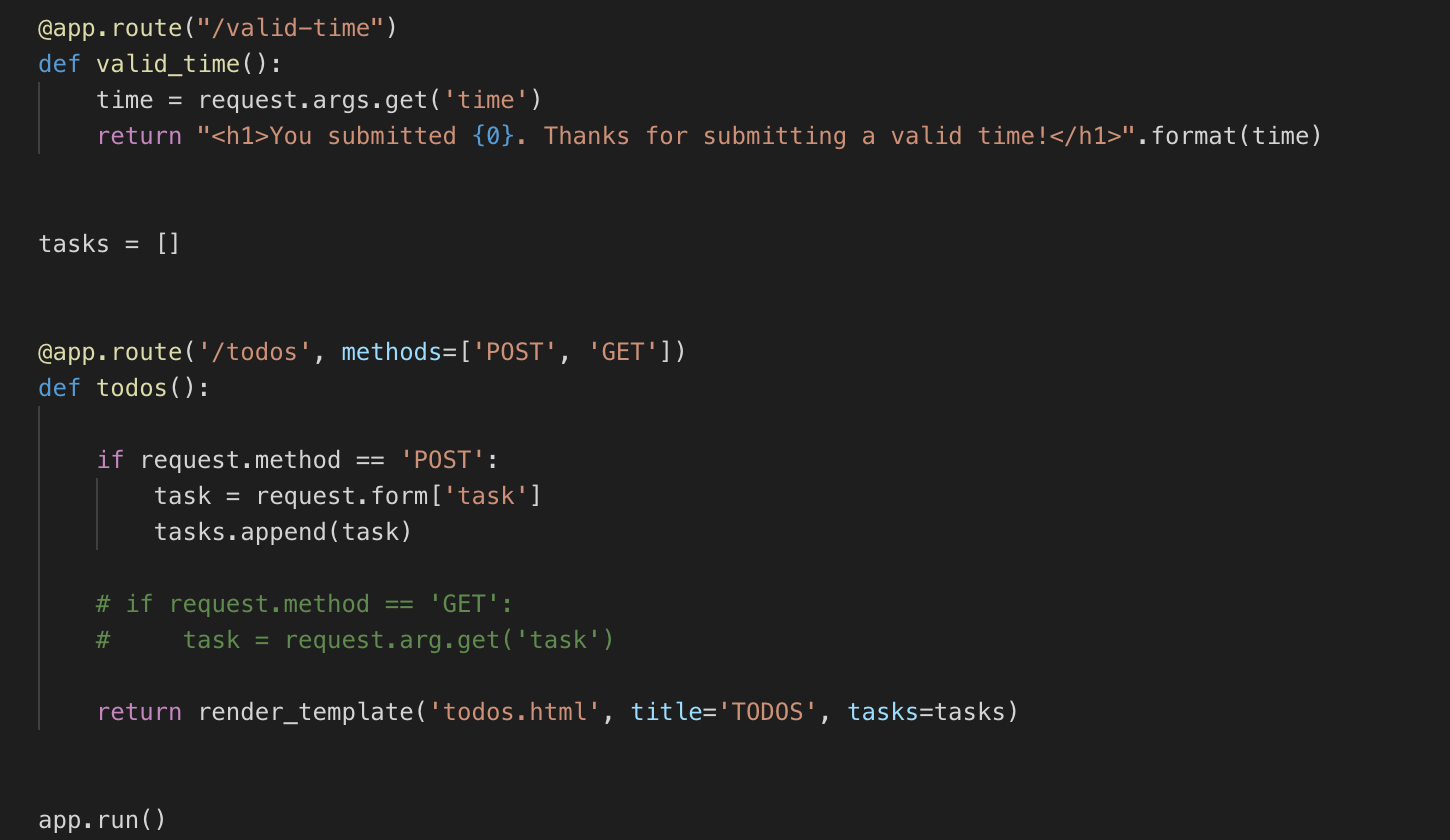 @app.route("/valid-time")
def valid_time():
    time = request.args.get('time')
    return "<h1>You submitted {0}. Thanks for submitting a valid time!</h1>".format(time)
tasks = []
@app.route('/todos', methods=['POST', 'GET'])
def todos():
    if request.method == 'POST':
        task = request.form['task']
        tasks.append(task)
    # if request.method == 'GET':
    #     task = request.arg.get('task')
    return render_template('todos.html', title='TODOS', tasks=tasks)
app.run()